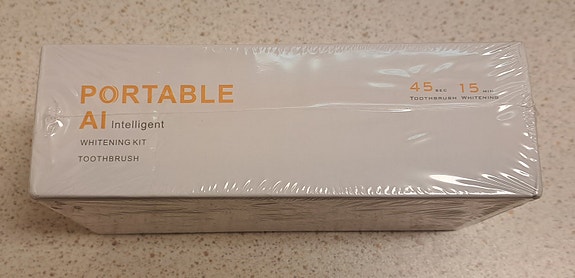 PORTABLE
AI Intelligent
WHITENING KIT
TOOTHBRUSH
45 SEC 15 MIN
TOOTHBRUSH WHITENING